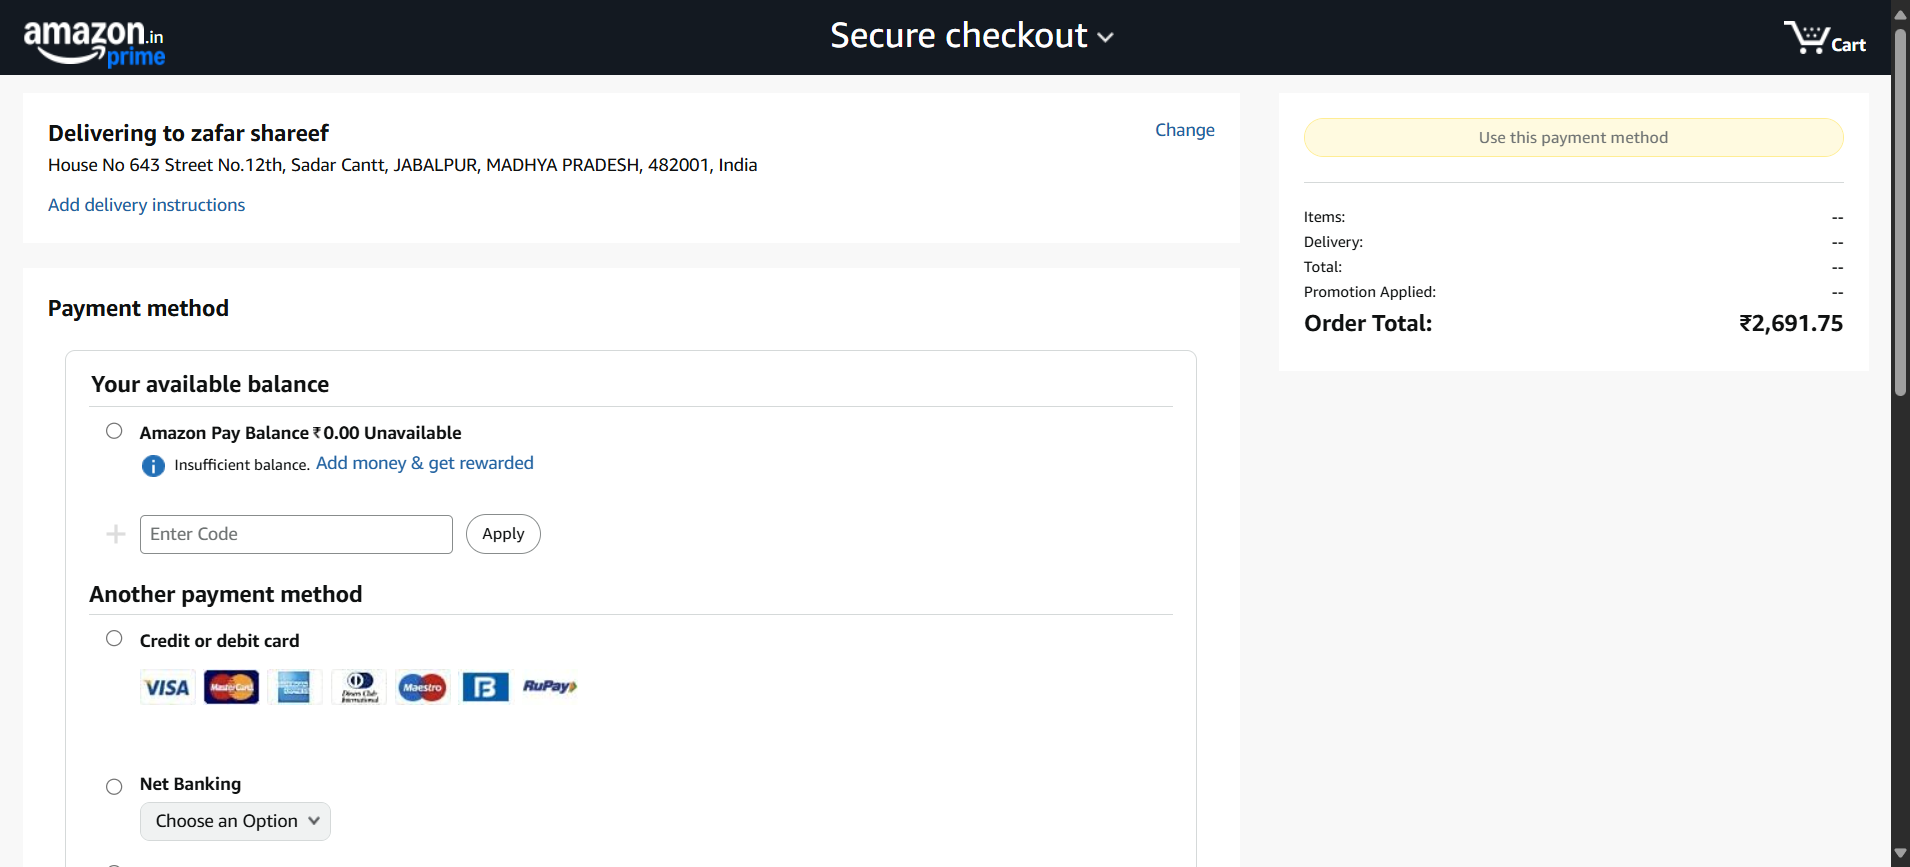 amazon.in
prime
Secure checkout
Cart
Delivering to zafar shareef
Change
House No 643 Street No.12th, Sadar Cantt, JABALPUR, MADHYA PRADESH, 482001, India
Add delivery instructions
Payment method
Your available balance
Amazon Pay Balance ₹0.00 Unavailable
Insufficient balance. Add money & get rewarded
Enter Code
Apply
Another payment method
Credit or debit card
VISA MasterCard Diners Club International Maestro B RuPay
Net Banking
Choose an Option
Use this payment method
Items: --
Delivery: --
Total: --
Promotion Applied: --
Order Total: ₹2,691.75